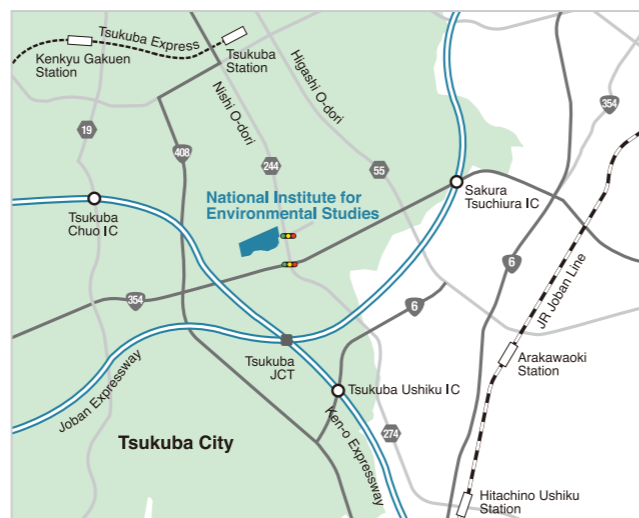 Tsukuba Express
Kenkyu Gakuen
Station
Tsukuba
Station
Higashi O-dori
Nishi O-dori
354
19
408
244
55
National Institute for
Environmental Studies
Sakura
Tsuchiura IC
Tsukuba
Chuo IC
6
JR Joban Line
354
6
Tsukuba
JCT
Arakawaoki
Station
Joban Expressway
Tsukuba Ushiku IC
Ken-o Expressway
Tsukuba City
274
Hitachino Ushiku
Station